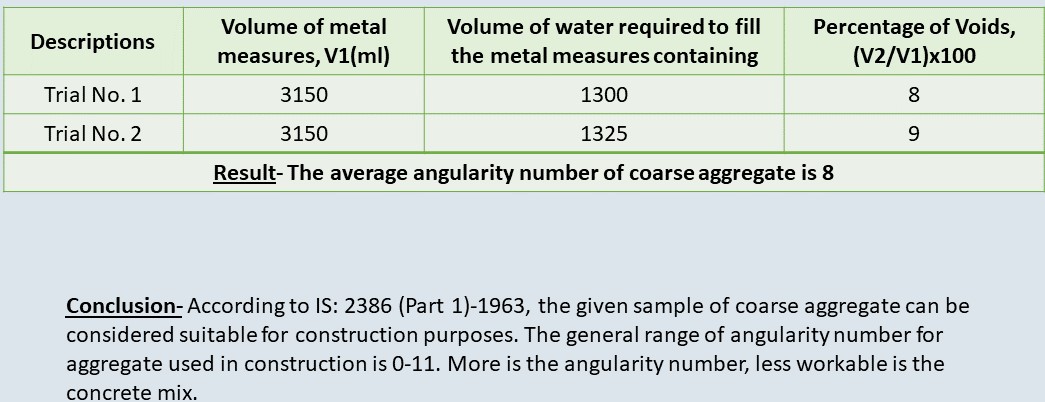 Descriptions
Volume of metal
measures, V1(ml)
Volume of water required to fill
the metal measures containing
Percentage of Voids,
(V2/V1)x100
Trial No. 1 3150 1300 8
Trial No. 2 3150 1325 9
Result- The average angularity number of coarse aggregate is 8
Conclusion- According to IS: 2386 (Part 1)-1963, the given sample of coarse aggregate can be
considered suitable for construction purposes. The general range of angularity number for
aggregate used in construction is 0-11. More is the angularity number, less workable is the
concrete mix.